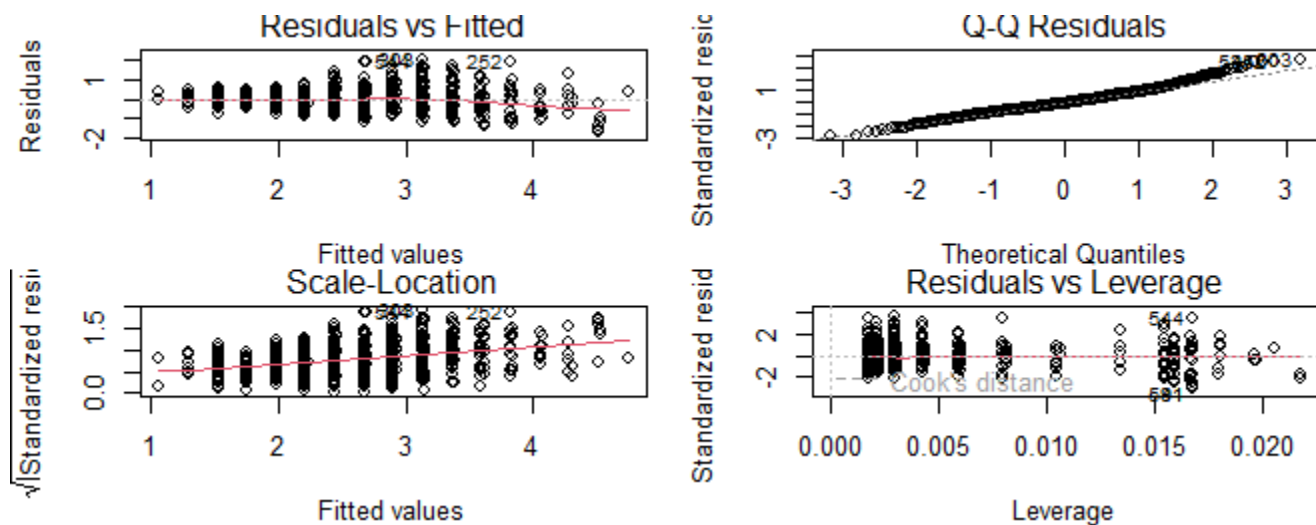 Residuals vs Fitted
Residuals
1
-2
252
1 2 3 4
Fitted values
Q-Q Residuals
Standardized resid
1
-3
-3 -2 -1 0 1 2 3
Theoretical Quantiles
Scale-Location
√|Standardized resi
1.5
0.0
252
1 2 3 4
Fitted values
Residuals vs Leverage
Standardized resid
2
-2
544
Cook's distance
0.000 0.005 0.010 0.015 0.020
Leverage